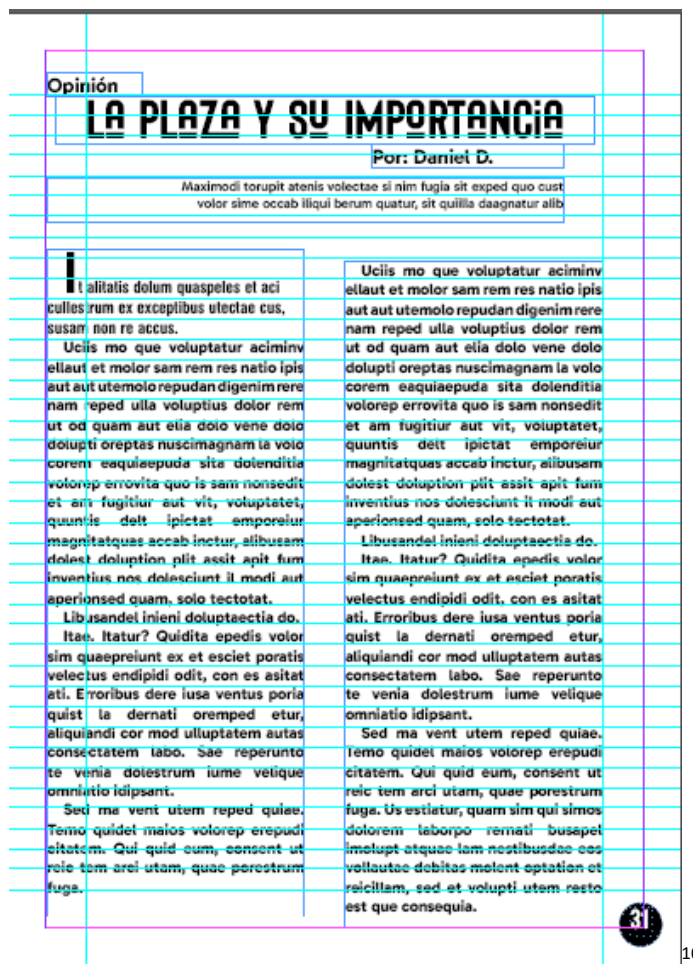 Opinión
LA PLAZA Y SU IMPORTANCiA
Por: Daniel D.
Maximodi torupit atenis volectae si nim fugia sit exped quo cust
volor sime occab iliqui berum quatur, sit quiilla daagnatur alib
It alitatis dolum quaspeles et aci
cullestrum ex exceptibus utectae cus,
susam non re accus.
Uciis mo que voluptatur aciminv
ellaut et molor sam rem res natio ipis
aut aut utemolo repudan digenim rere
nam reped ulla voluptius dolor rem
ut od quam aut elia dolo vene dolo
dolupti oreptas nuscimagnam la volo
corem eaquiaepuda sita dolenditia
volorep errovita quo is sam nonsedit
et am fugitiur aut vit, voluptatet,
quuntis delt ipictat emporeiur
magnitatquas accab inctur, alibusam
dolest doluption plit assit apit fum
inventius nos dolesciunt il modi aut
aperionsed quam, solo tectotat.
Libusandel inieni doluptaectia do.
Itae. Itatur? Quidita epedis volor
sim quaepreiunt ex et esciet poratis
velectus endipidi odit, con es asitat
ati. Erroribus dere iusa ventus poria
quist la dernati oremped etur,
aliquiandi cor mod ulluptatem autas
consectatem labo. Sae reperunto
te venia dolestrum iume velique
omniatio idipsant.
Sed ma vent utem reped quiae.
Temo quidel maios volorep erepudi
citatem. Qui quid eum, consent ut
reic tem arci utam, quae porestrum
fuga.
Uciis mo que voluptatur aciminv
ellaut et molor sam rem res natio ipis
aut aut utemolo repudan digenim rere
nam reped ulla voluptius dolor rem
ut od quam aut elia dolo vene dolo
dolupti oreptas nuscimagnam la volo
corem eaquiaepuda sita dolenditia
volorep errovita quo is sam nonsedit
et am fugitiur aut vit, voluptatet,
quuntis delt ipictat emporeiur
magnitatquas accab inctur, alibusam
dolest doluption plit assit apit fum
inventius nos dolesciunt il modi aut
aperionsed quam, solo tectotat.
Libusandel inieni doluptaectia do.
Itae. Itatur? Quidita epedis volor
sim quaepreiunt ex et esciet poratis
velectus endipidi odit, con es asitat
ati. Erroribus dere iusa ventus poria
quist la dernati oremped etur,
aliquiandi cor mod ulluptatem autas
consectatem labo. Sae reperunto
te venia dolestrum iume velique
omniatio idipsant.
Sed ma vent utem reped quiae.
Temo quidel maios volorep erepudi
citatem. Qui quid eum, consent ut
reic tem arci utam, quae porestrum
fuga. Us estiatur, quam sim qui simos
dolorem laborpo rernati busapel
imolupt atquae lam nestibusdae eos
vollautae debitas molent optation et
reicillam, sed et volupti utem resto
est que consequia.
31